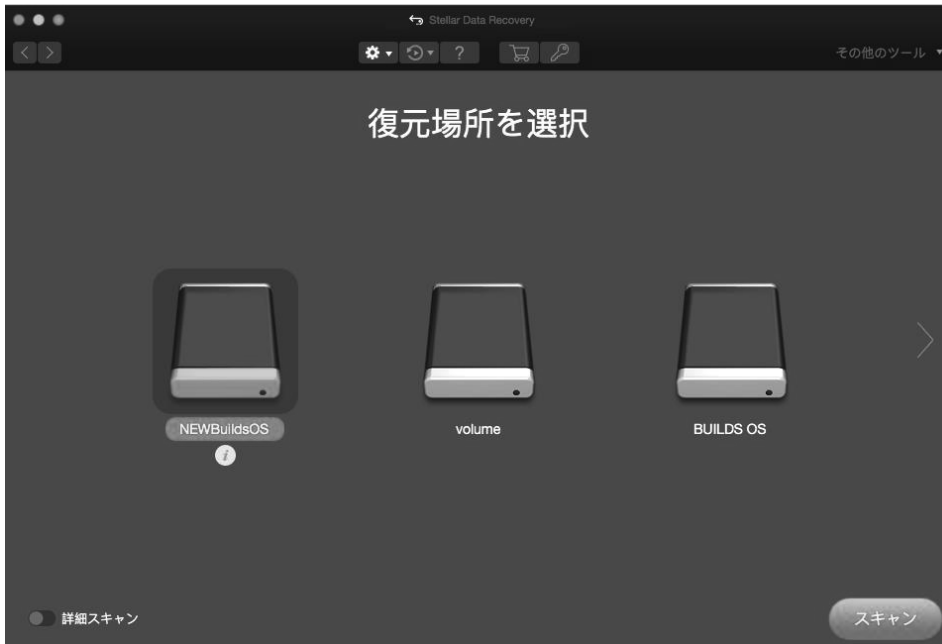 Stellar Data Recovery
?
その他のツール
復元場所を選択
NEWBuildsOS
volume
BUILDS OS
i
詳細スキャン
スキャン